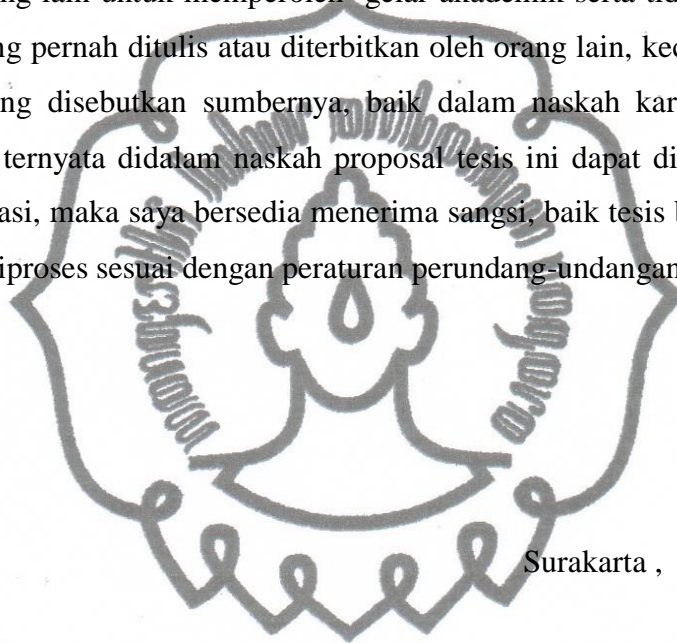 ng lain untuk memperoleh gelar akademik serta tid
ng pernah ditulis atau diterbitkan oleh orang lain, kec
ng disebutkan sumbernya, baik dalam naskah kar
ternyata didalam naskah proposal tesis ini dapat di
asi, maka saya bersedia menerima sangsi, baik tesis b
iproses sesuai dengan peraturan perundang-undangan
Surakarta ,